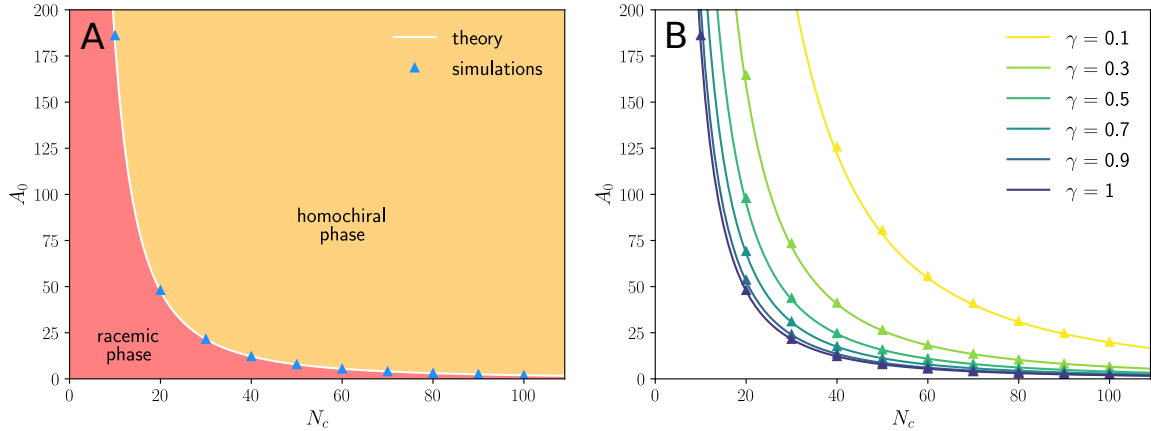 A
theory
simulations
homochiral
phase
racemic
phase
A_0
200
175
150
125
100
75
50
25
0
0 20 40 60 80 100
N_c
B
γ = 0.1
γ = 0.3
γ = 0.5
γ = 0.7
γ = 0.9
γ = 1
A_0
200
175
150
125
100
75
50
25
0
0 20 40 60 80 100
N_c